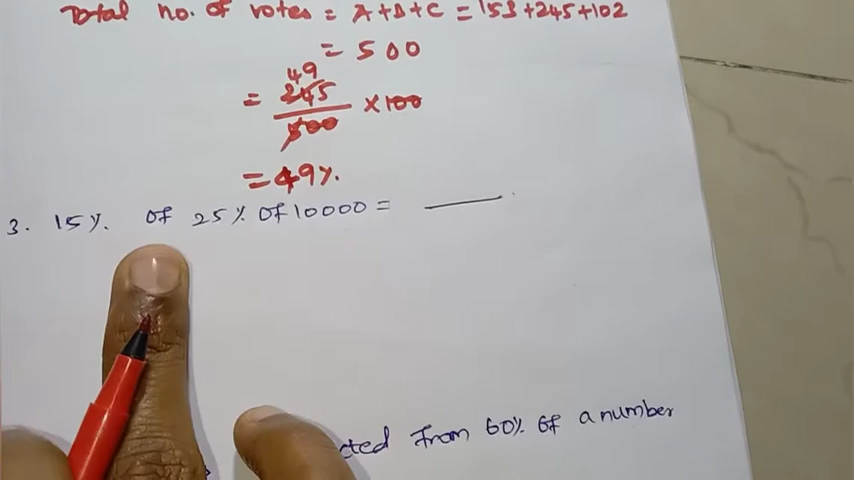 Total no. of votes = A+B+C = 153+245+102
= 500
49
= 245/500 ×100
= 49%.
3. 15% of 25% of 10000 = ____
cted from 60% of a number